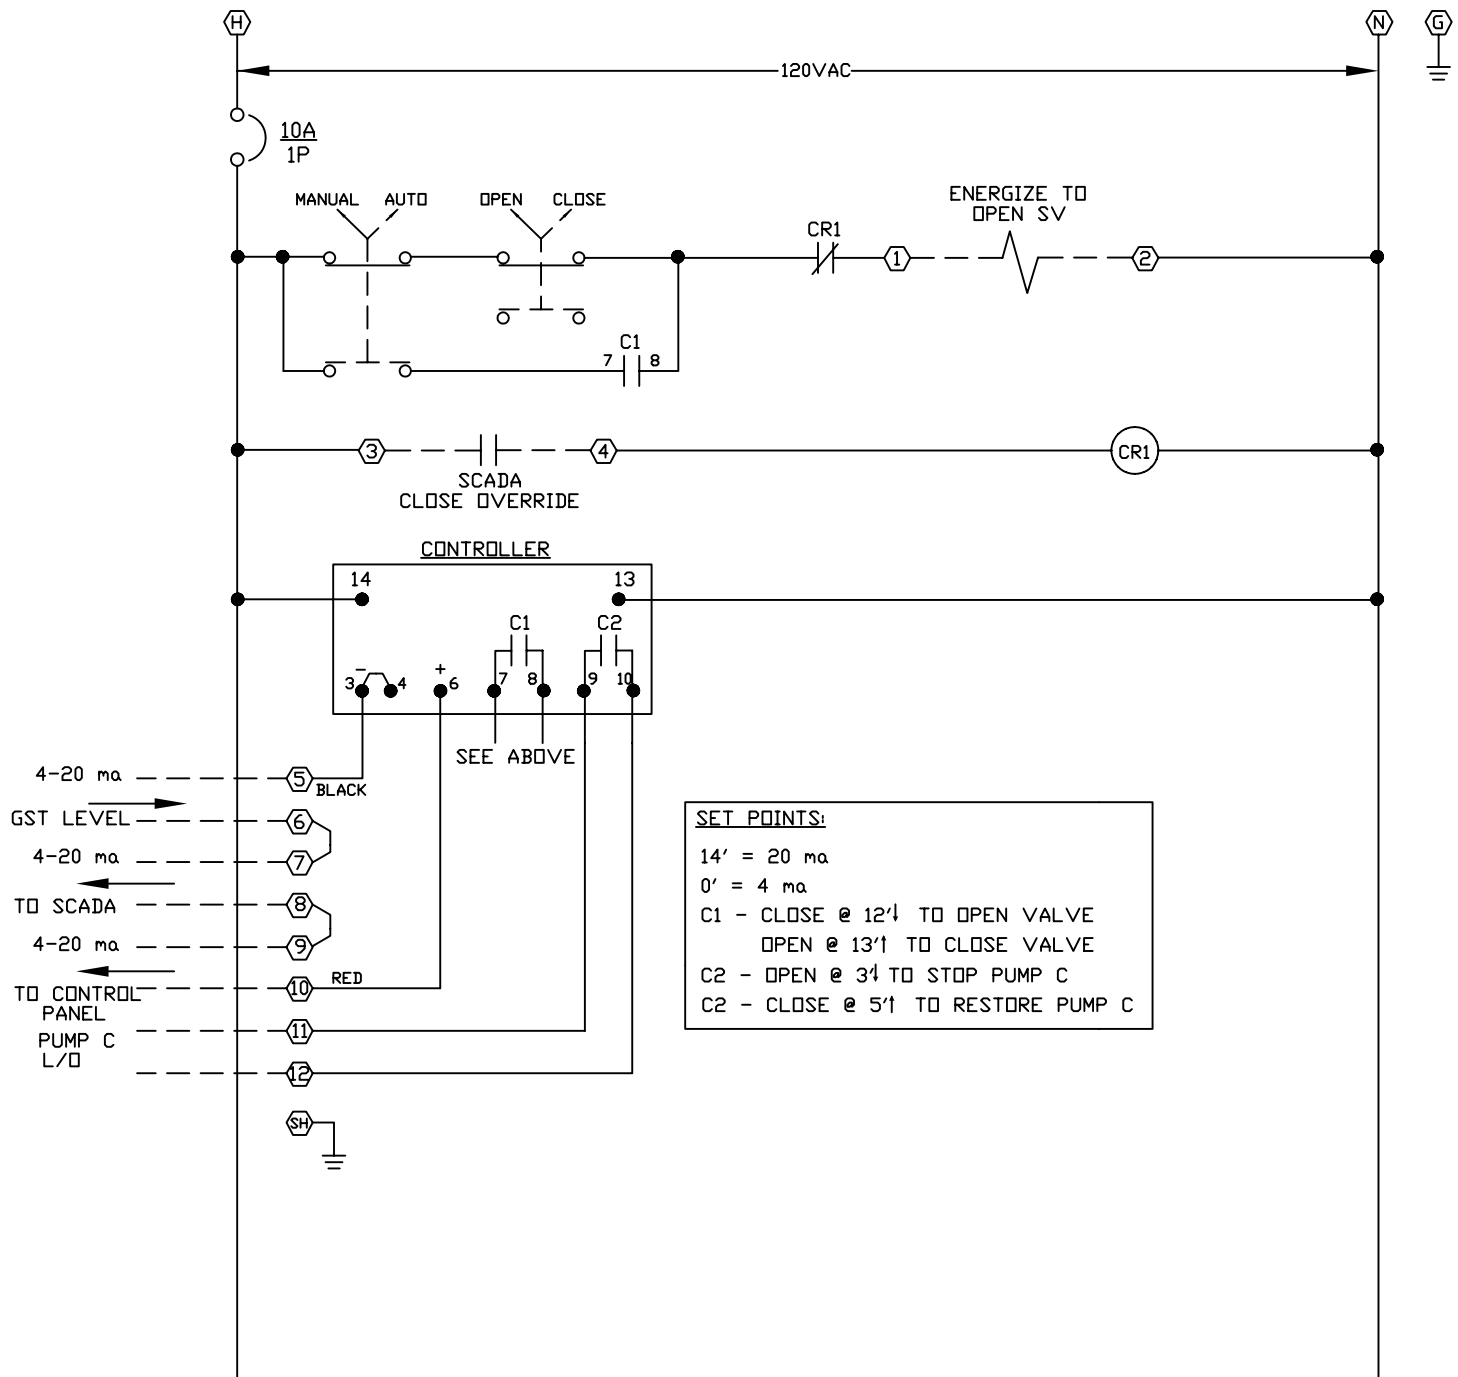 H
N
G
120VAC
10A
1P
MANUAL AUTO
OPEN CLOSE
ENERGIZE TO
OPEN SV
CR1
1
2
C1
7 8
3
4
CR1
SCADA
CLOSE OVERRIDE
CONTROLLER
14
13
C1
C2
- +
3 4 6 7 8 9 10
SEE ABOVE
4-20 ma
5
BLACK
GST LEVEL
6
4-20 ma
7
TO SCADA
8
4-20 ma
9
TO CONTROL
PANEL
10
RED
PUMP C
L/O
11
12
SH
SET POINTS:
14' = 20 ma
0' = 4 ma
C1 - CLOSE @ 12'↓ TO OPEN VALVE
OPEN @ 13'↑ TO CLOSE VALVE
C2 - OPEN @ 3'↓ TO STOP PUMP C
C2 - CLOSE @ 5'↑ TO RESTORE PUMP C